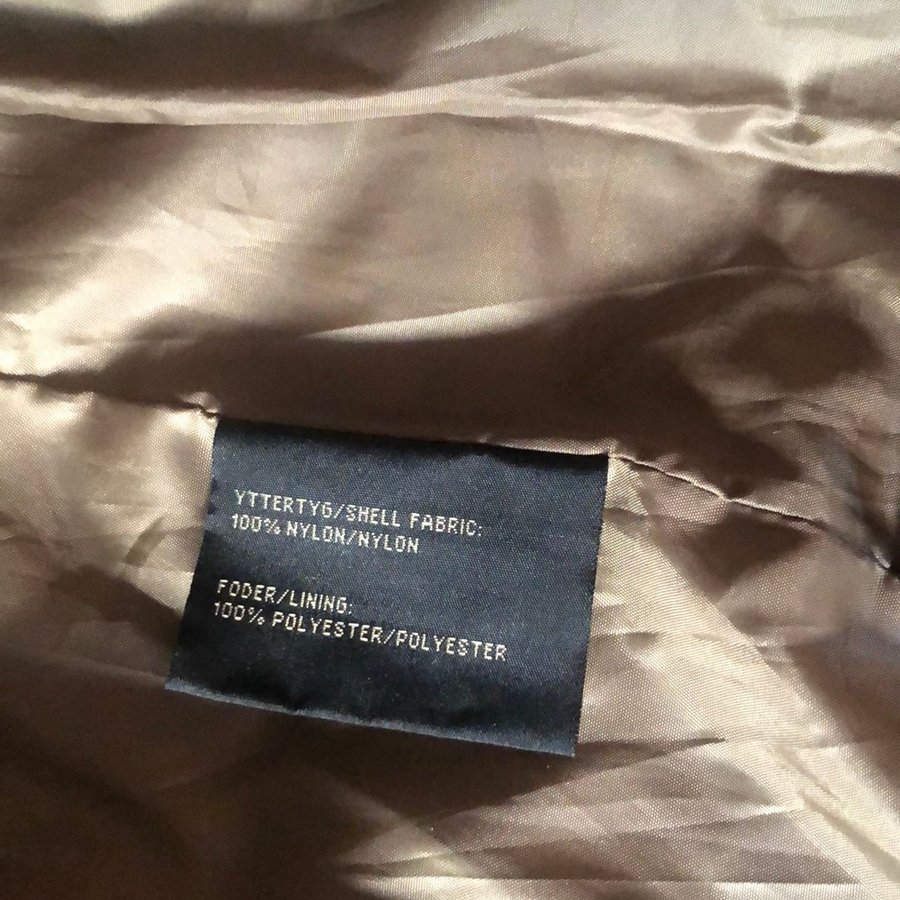 YTTERTYG/SHELL FABRIC:
100% NYLON/NYLON
FODER/LINING:
100% POLYESTER/POLYESTER